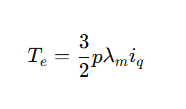 T_e = \frac{3}{2} p \lambda_m i_q